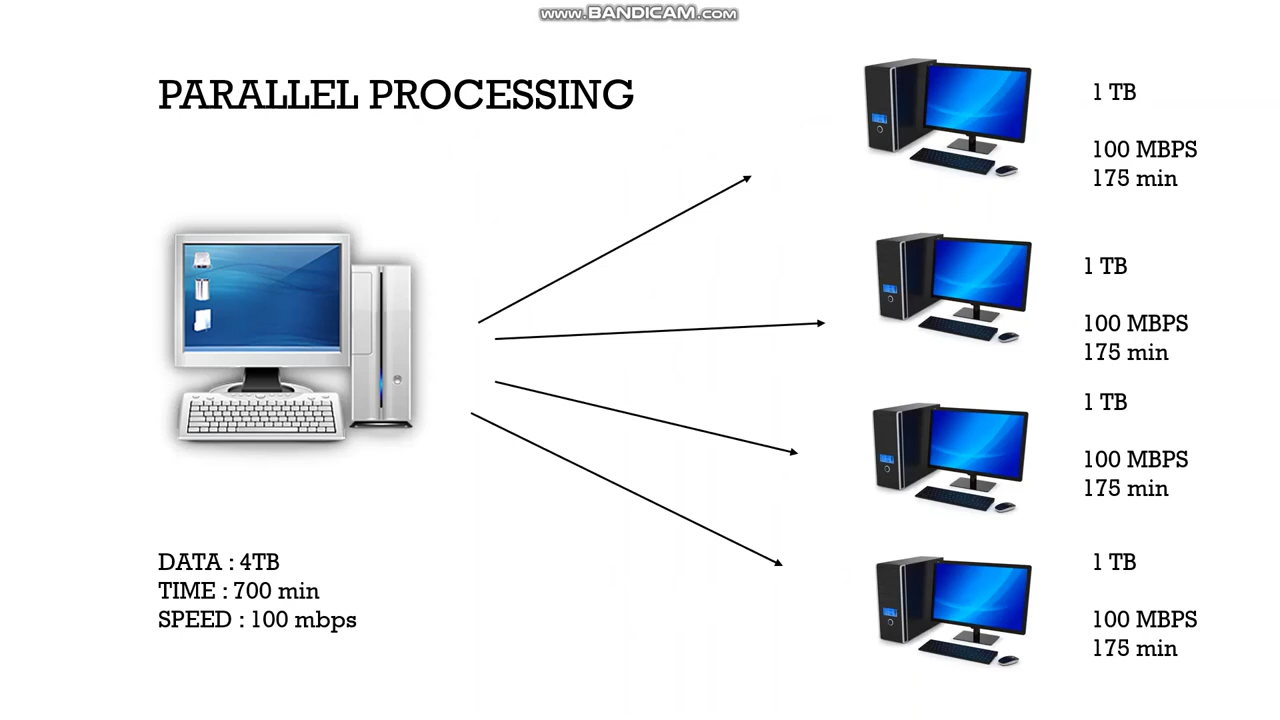 www.BANDICAM.com
PARALLEL PROCESSING
1 TB
100 MBPS
175 min
1 TB
100 MBPS
175 min
1 TB
100 MBPS
175 min
1 TB
100 MBPS
175 min
DATA : 4TB
TIME : 700 min
SPEED : 100 mbps